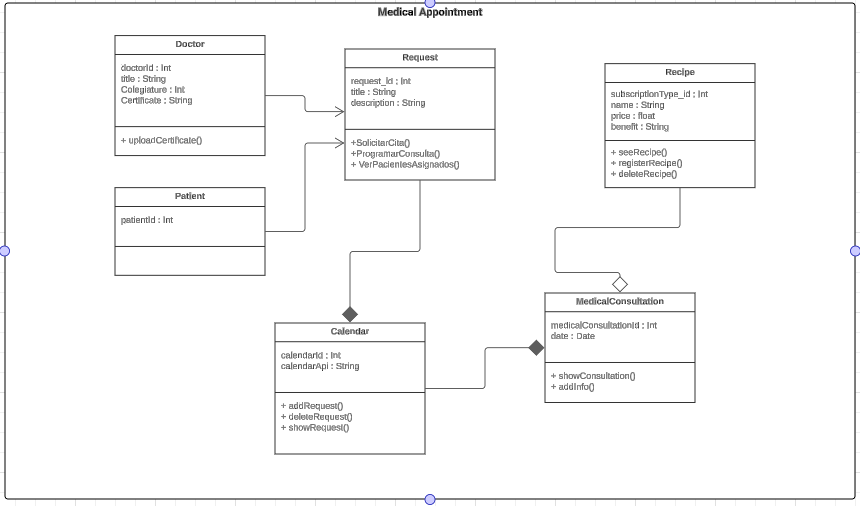 Medical Appointment
Doctor
doctorId : Int
title : String
Colegiature : Int
Certificate : String
+ uploadCertificate()
Patient
patientId : Int
Request
request_id : Int
title : String
description : String
+SolicitarCita()
+ProgramarConsulta()
+ VerPacientesAsignados()
Recipe
subscriptionType_id : Int
name : String
price : float
benefit : String
+ seeRecipe()
+ registerRecipe()
+ deleteRecipe()
Calendar
calendarId : Int
calendarApi : String
+ addRequest()
+ deleteRequest()
+ showRequest()
MedicalConsultation
medicalConsultationId : Int
date : Date
+ showConsultation()
+ addInfo()